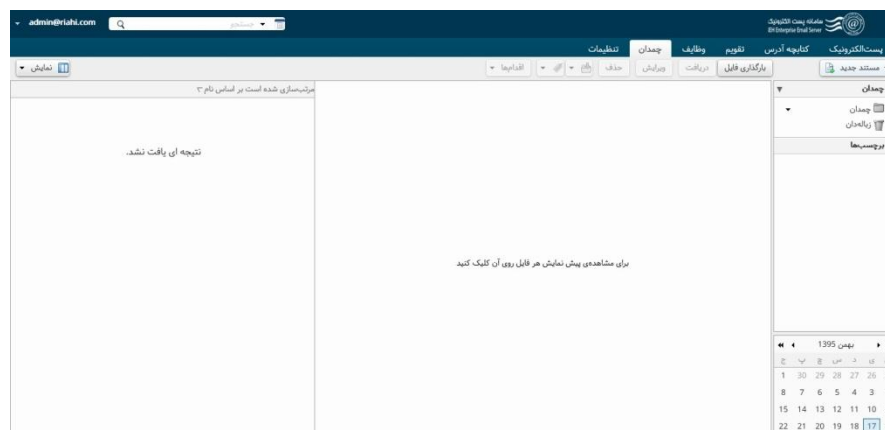 سامانه پست الکترونیک
admin@riahi.com
جستجو
پست‌الکترونیک کتابچه آدرس تقویم وظایف چمدان تنظیمات
مستند جدید
بارگذاری فایل دریافت ویرایش حذف اقدام‌ها نمایش
چمدان
چمدان
زباله‌دان
برچسب‌ها
مرتب‌سازی شده است بر اساس نام
نتیجه ای یافت نشد.
برای مشاهده‌ی پیش نمایش هر فایل روی آن کلیک کنید
بهمن 1395
ی د س چ پ ج
26 27 28 29 30 1
3 4 5 6 7 8
10 11 12 13 14 15
17 18 19 20 21 22